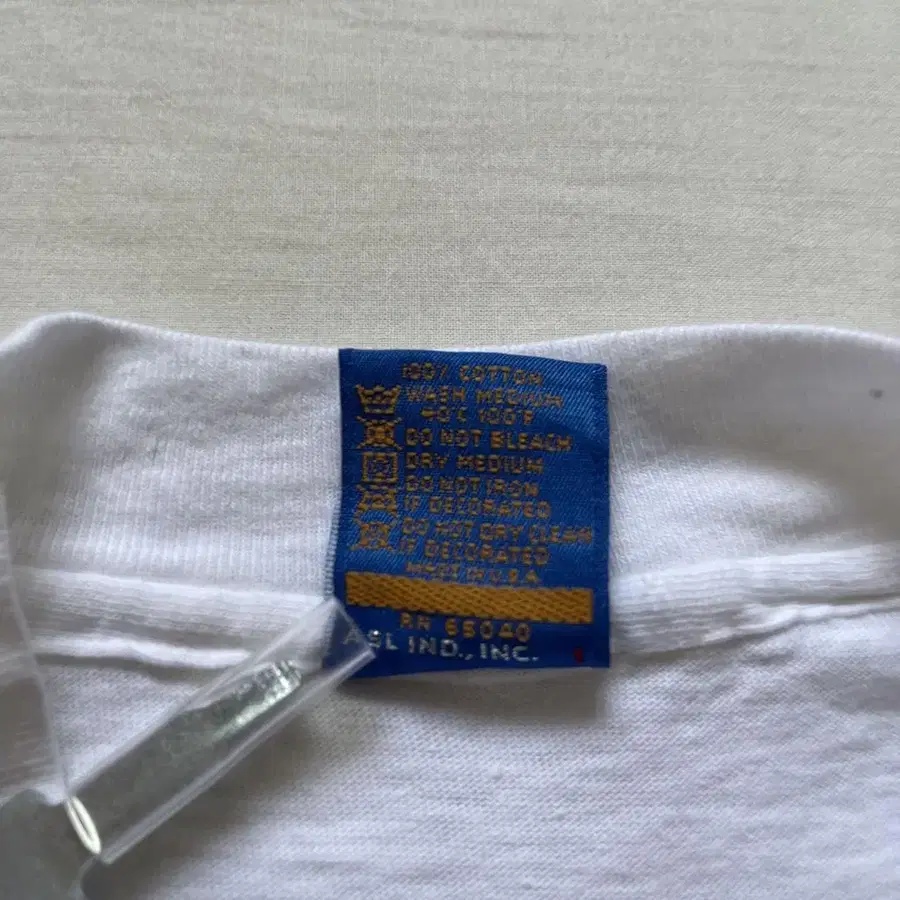 100% COTTON
WASH MEDIUM
40°C 100°F
DO NOT BLEACH
DRY MEDIUM
DO NOT IRON
IF DECORATED
DO NOT DRY CLEAN
IF DECORATED
MADE IN U.S.A
RN 65040
IND., INC.